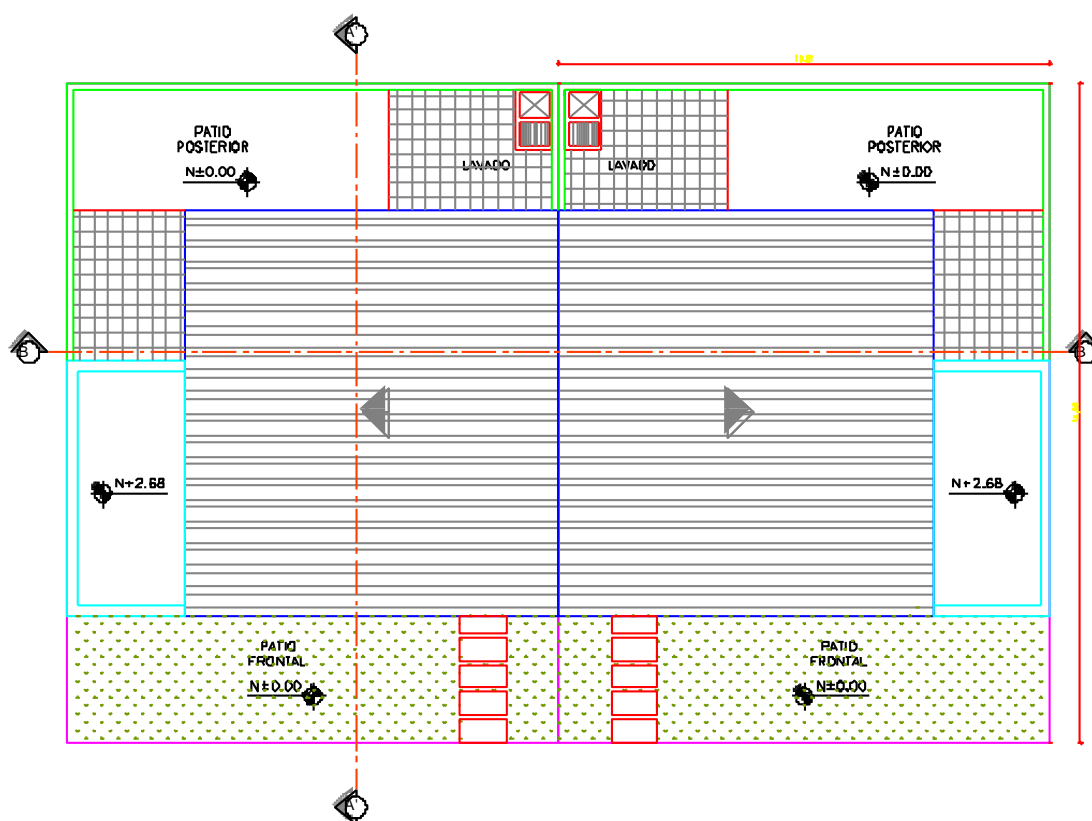 A'
PATIO
POSTERIOR
N±0.00
LAVADO
LAVADO
PATIO
POSTERIOR
N±0.00
B
B'
N+2.68
N+2.68
PATIO
FRONTAL
N±0.00
PATIO
FRONTAL
N±0.00
A'